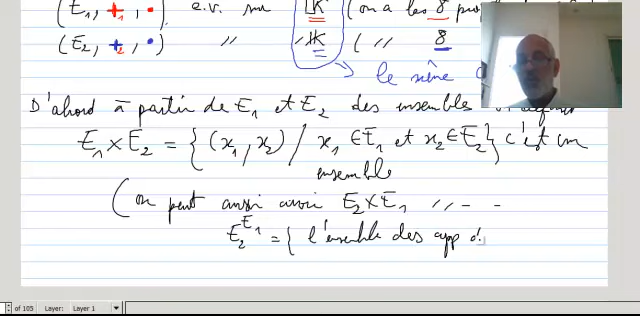 (E₁, +₁, •) e.v. sur 𝕂 (on a les 8
(E₂, +₂, •) // // 𝕂 ( // 8
→ le même
D'abord à partir de E₁ et E₂ des ensembles
E₁ × E₂ = { (x₁, x₂) / x₁ ∈ E₁ et x₂ ∈ E₂ } c'est un
ensemble
(on peut aussi avoir E₂ × E₁ // - -
E₂^E₁ = { l'ensemble des app d'
of 105 Layer: Layer 1